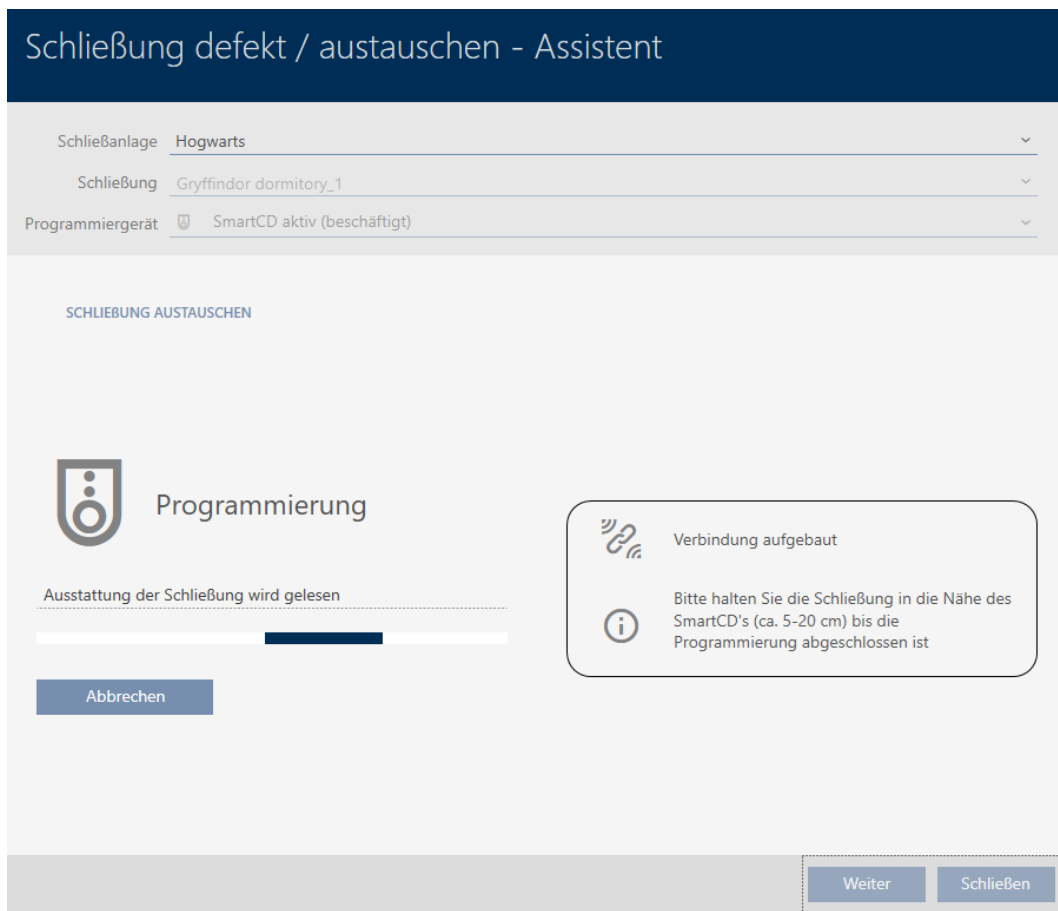 Schließung defekt / austauschen - Assistent
Schließanlage Hogwarts
Schließung Gryffindor dormitory_1
Programmiergerät SmartCD aktiv (beschäftigt)
SCHLIEßUNG AUSTAUSCHEN
Programmierung
Ausstattung der Schließung wird gelesen
Abbrechen
Verbindung aufgebaut
Bitte halten Sie die Schließung in die Nähe des
SmartCD's (ca. 5-20 cm) bis die
Programmierung abgeschlossen ist
Weiter
Schließen